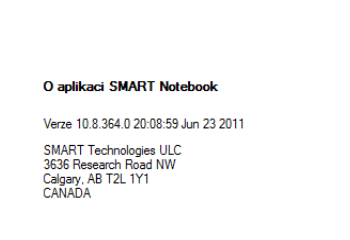 O aplikaci SMART Notebook
Verze 10.8.364.0 20:08:59 Jun 23 2011
SMART Technologies ULC
3636 Research Road NW
Calgary, AB T2L 1Y1
CANADA